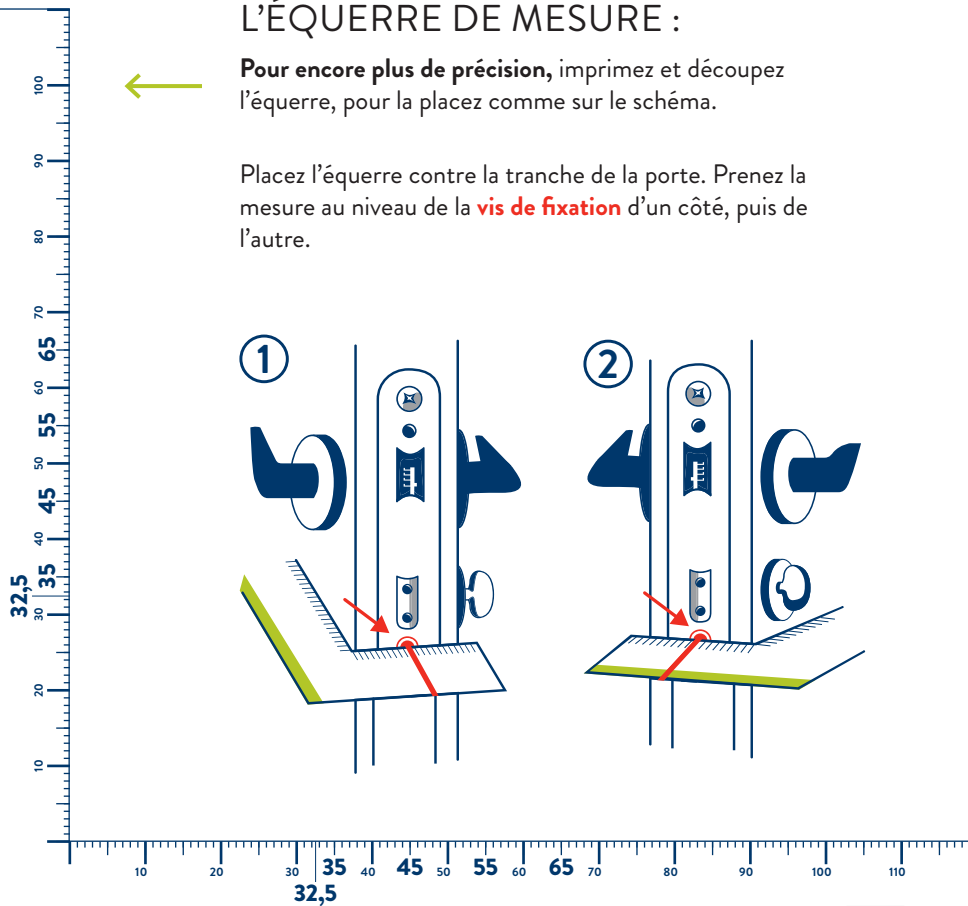 L'ÉQUERRE DE MESURE :
Pour encore plus de précision, imprimez et découpez
l'équerre, pour la placez comme sur le schéma.
Placez l'équerre contre la tranche de la porte. Prenez la
mesure au niveau de la vis de fixation d'un côté, puis de
l'autre.
1
2
100
90
80
70
65
60
55
50
45
40
35
32,5
30
20
10
10 20 30 35 40 45 50 55 60 65 70 80 90 100 110
32,5